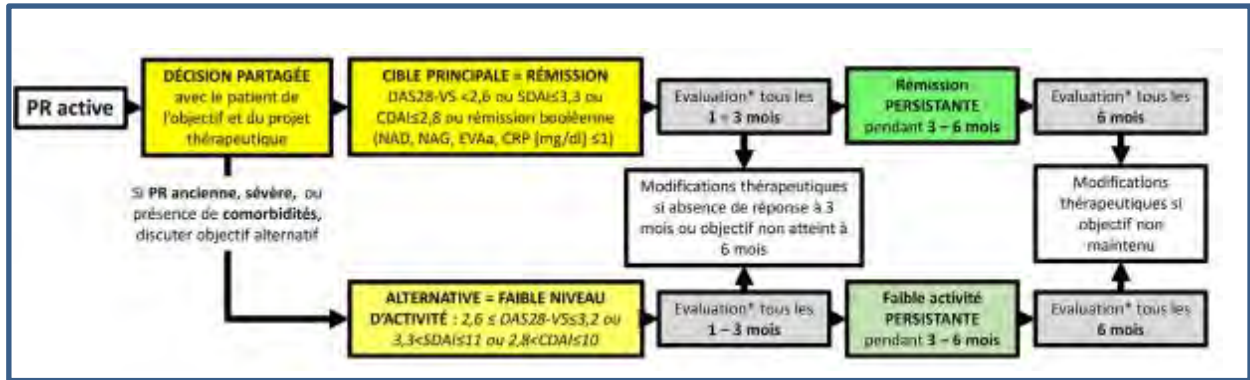 PR active
DÉCISION PARTAGÉE
avec le patient de
l'objectif et du projet
thérapeutique
CIBLE PRINCIPALE = RÉMISSION
DAS28-VS <2,6 ou SDAI≤3,3 ou
CDAI≤2,8 ou rémission booléenne
(NAD, NAG, EVAa, CRP [mg/dl] ≤1)
Evaluation* tous les
1 – 3 mois
Rémission
PERSISTANTE
pendant 3 – 6 mois
Evaluation* tous les
6 mois
Si PR ancienne, sévère, ou
présence de comorbidités,
discuter objectif alternatif
Modifications thérapeutiques
si absence de réponse à 3
mois ou objectif non atteint à
6 mois
Modifications
thérapeutiques si
objectif non
maintenu
ALTERNATIVE = FAIBLE NIVEAU
D'ACTIVITÉ : 2,6 ≤ DAS28-VS≤3,2 ou
3,3<SDAI≤11 ou 2,8<CDAI≤10
Evaluation* tous les
1 – 3 mois
Faible activité
PERSISTANTE
pendant 3 – 6 mois
Evaluation* tous les
6 mois